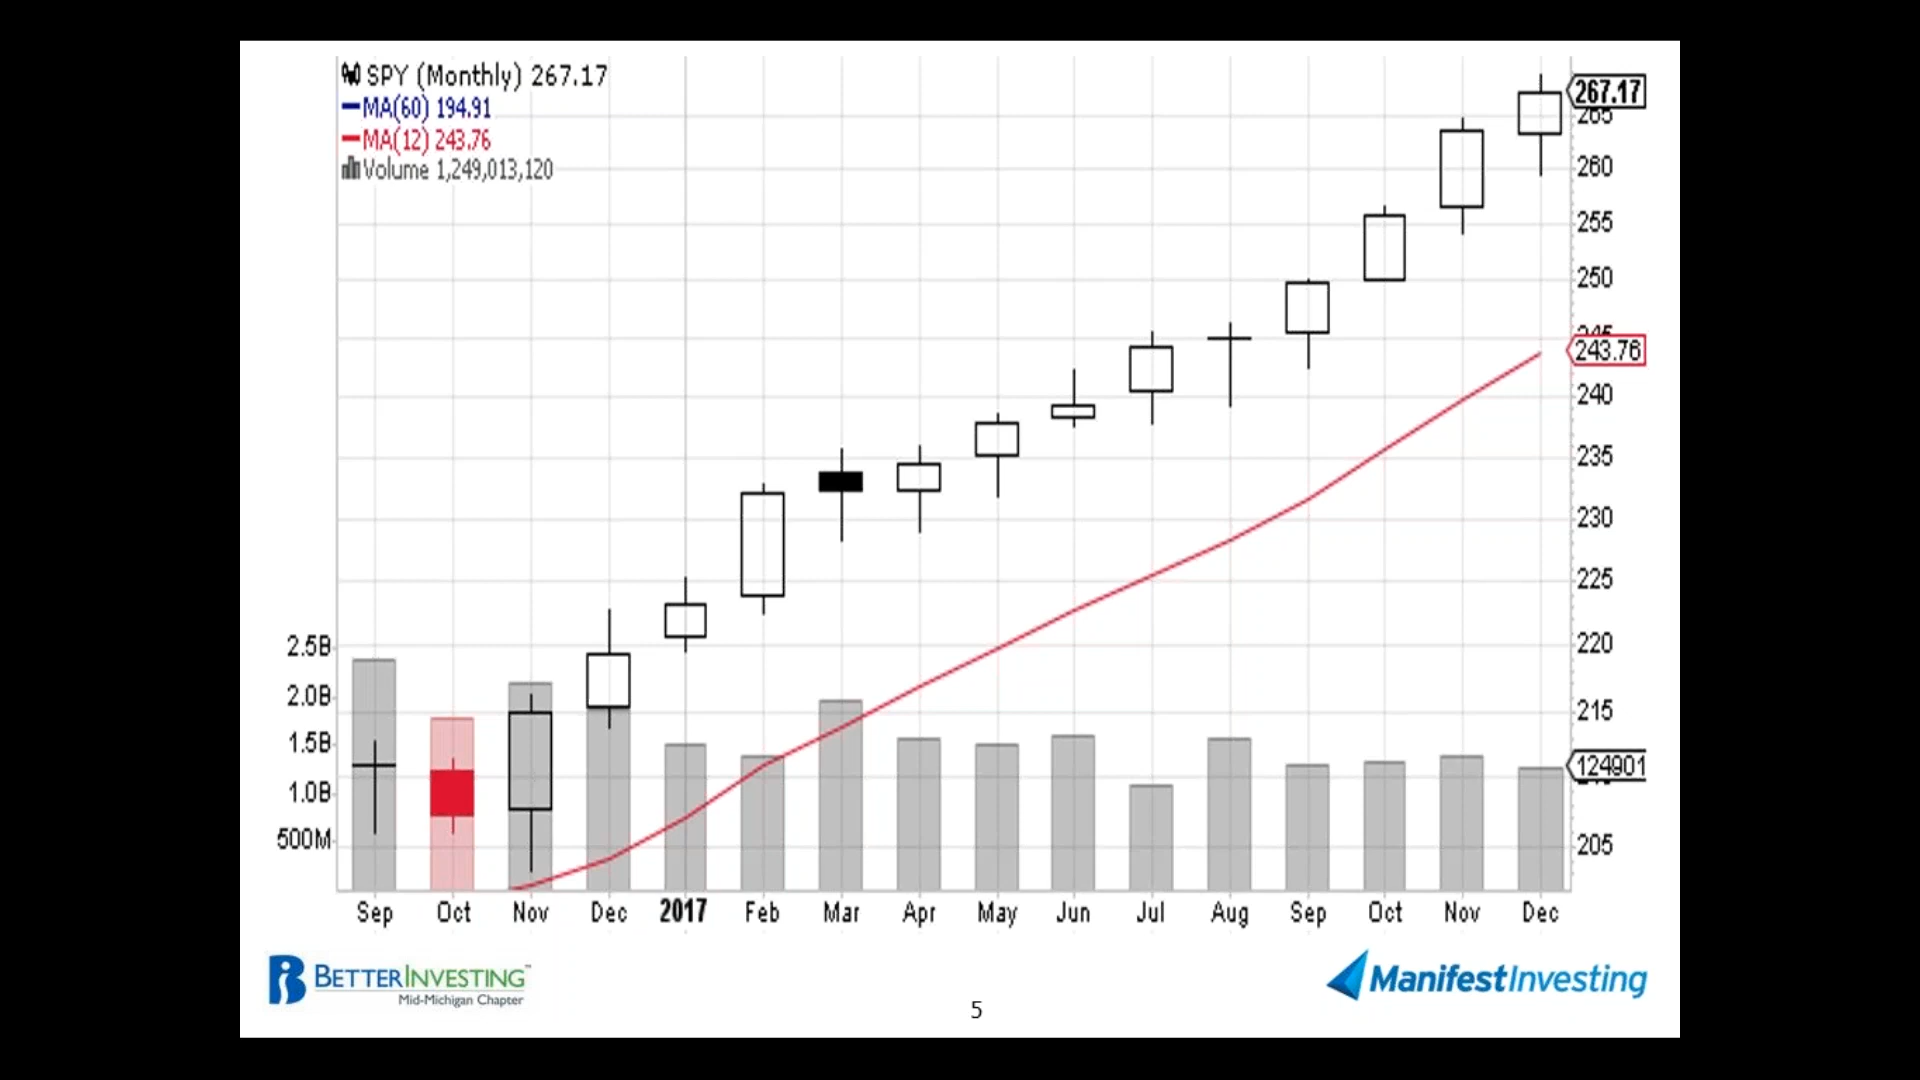 SPY (Monthly) 267.17
MA(60) 194.91
MA(12) 243.76
Volume 1,249,013,120
267.17
265
260
255
250
245
243.76
240
235
230
225
220
215
124901
205
2.5B
2.0B
1.5B
1.0B
500M
Sep Oct Nov Dec 2017 Feb Mar Apr May Jun Jul Aug Sep Oct Nov Dec
BETTERINVESTING™
Mid-Michigan Chapter
ManifestInvesting
5